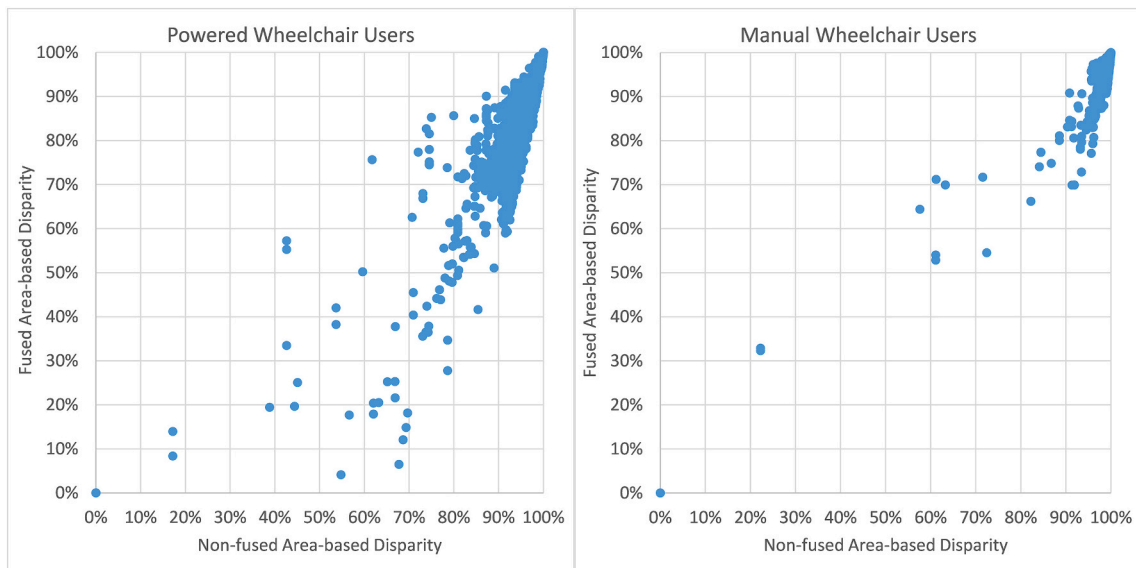 Powered Wheelchair Users
100%
90%
80%
70%
60%
50%
40%
30%
20%
10%
0%
Fused Area-based Disparity
0% 10% 20% 30% 40% 50% 60% 70% 80% 90% 100%
Non-fused Area-based Disparity
Manual Wheelchair Users
100%
90%
80%
70%
60%
50%
40%
30%
20%
10%
0%
Fused Area-based Disparity
0% 10% 20% 30% 40% 50% 60% 70% 80% 90% 100%
Non-fused Area-based Disparity